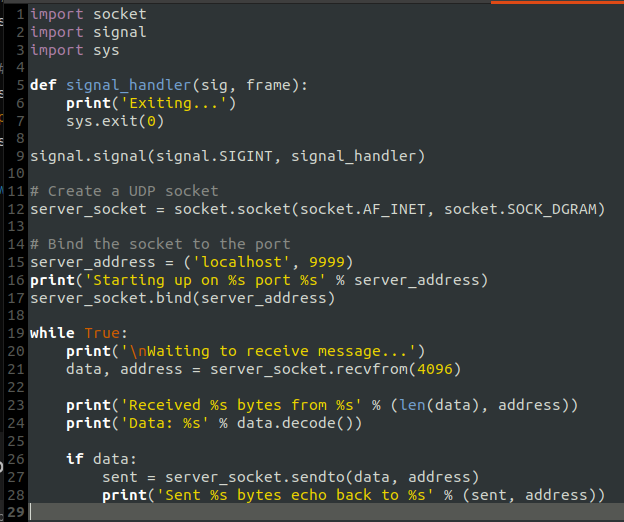 1 import socket
2 import signal
3 import sys
4
5 def signal_handler(sig, frame):
6     print('Exiting...')
7     sys.exit(0)
8
9 signal.signal(signal.SIGINT, signal_handler)
10
11 # Create a UDP socket
12 server_socket = socket.socket(socket.AF_INET, socket.SOCK_DGRAM)
13
14 # Bind the socket to the port
15 server_address = ('localhost', 9999)
16 print('Starting up on %s port %s' % server_address)
17 server_socket.bind(server_address)
18
19 while True:
20     print('\nWaiting to receive message...')
21     data, address = server_socket.recvfrom(4096)
22
23     print('Received %s bytes from %s' % (len(data), address))
24     print('Data: %s' % data.decode())
25
26     if data:
27         sent = server_socket.sendto(data, address)
28         print('Sent %s bytes echo back to %s' % (sent, address))
29